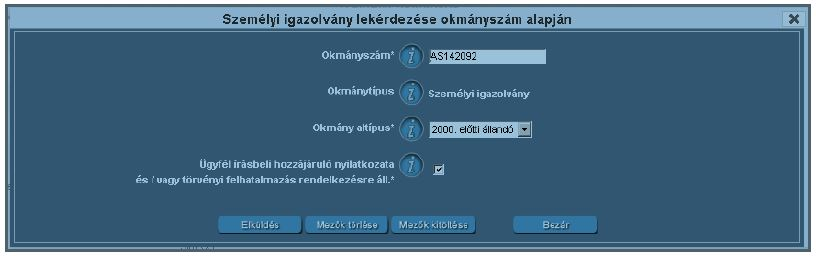 Személyi igazolvány lekérdezése okmányszám alapján
Okmányszám* AS142092
Okmánytípus Személyi igazolvány
Okmány altípus* 2000. előtti állandó
Ügyfél írásbeli hozzájáruló nyilatkozata
és / vagy törvényi felhatalmazás rendelkezésre áll.*
Elküldés Mezők törlése Mezők kitöltése Bezár